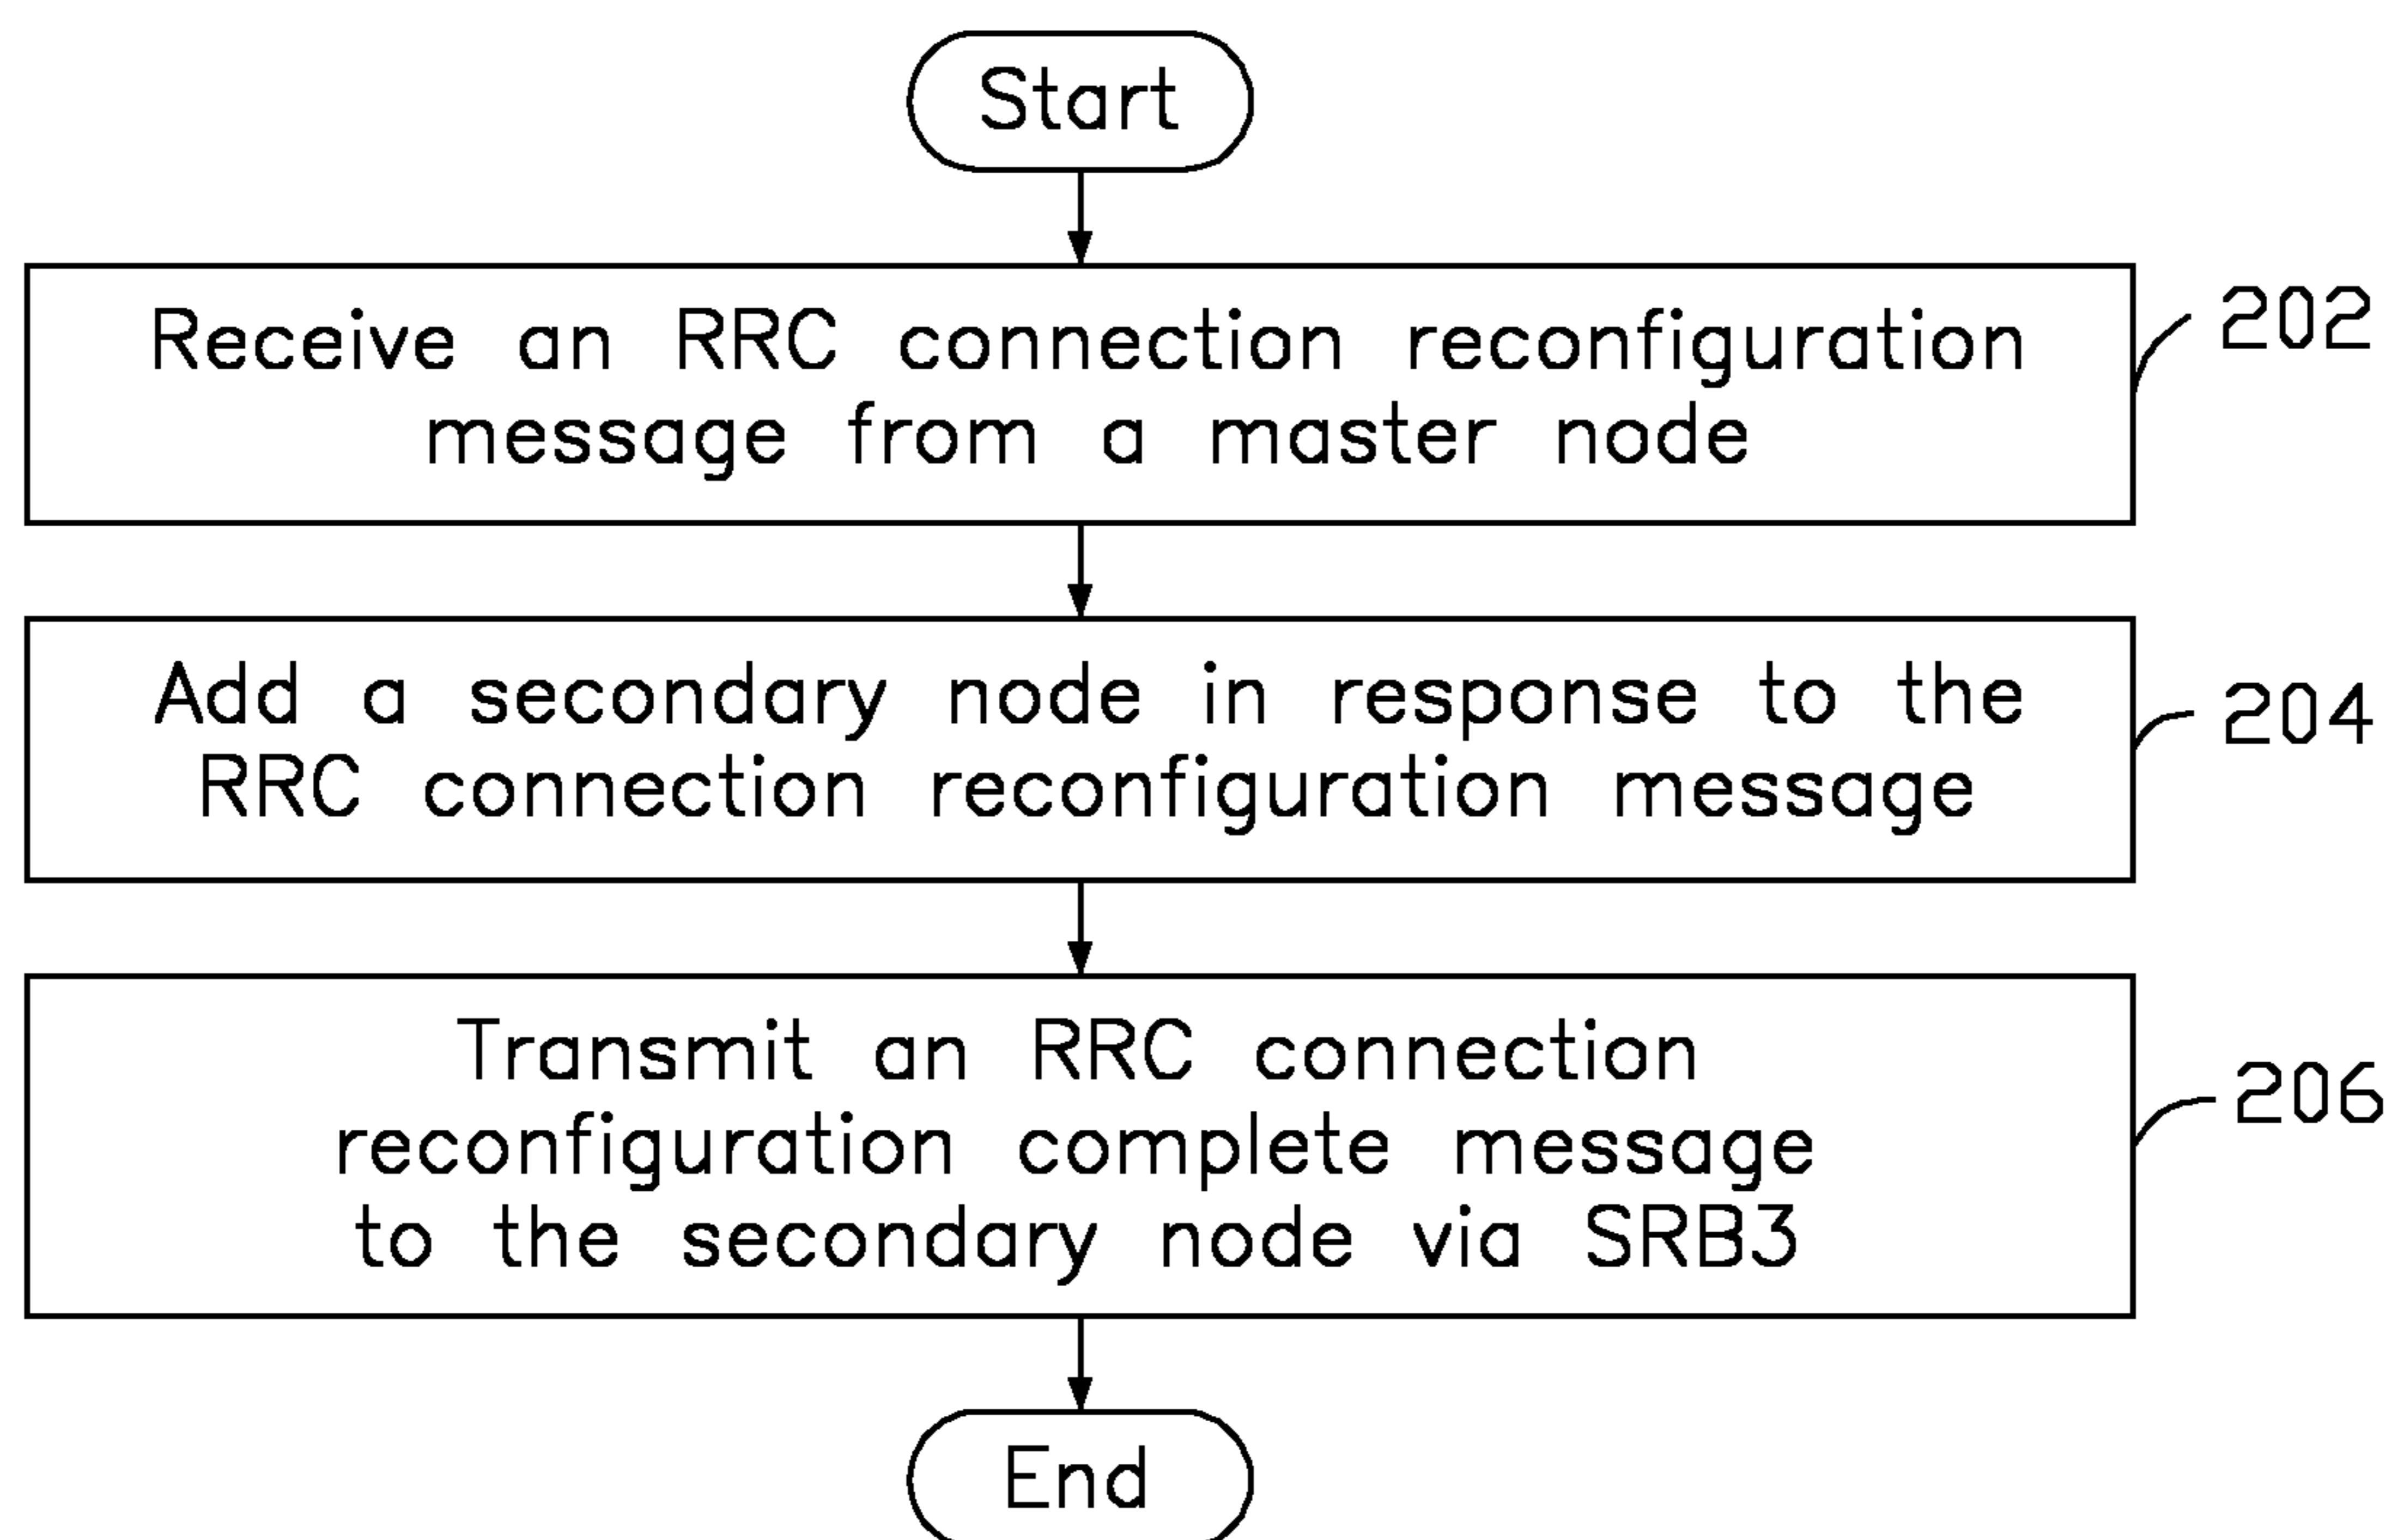 Start
Receive an RRC connection reconfiguration
message from a master node
202
Add a secondary node in response to the
RRC connection reconfiguration message
204
Transmit an RRC connection
reconfiguration complete message
to the secondary node via SRB3
206
End